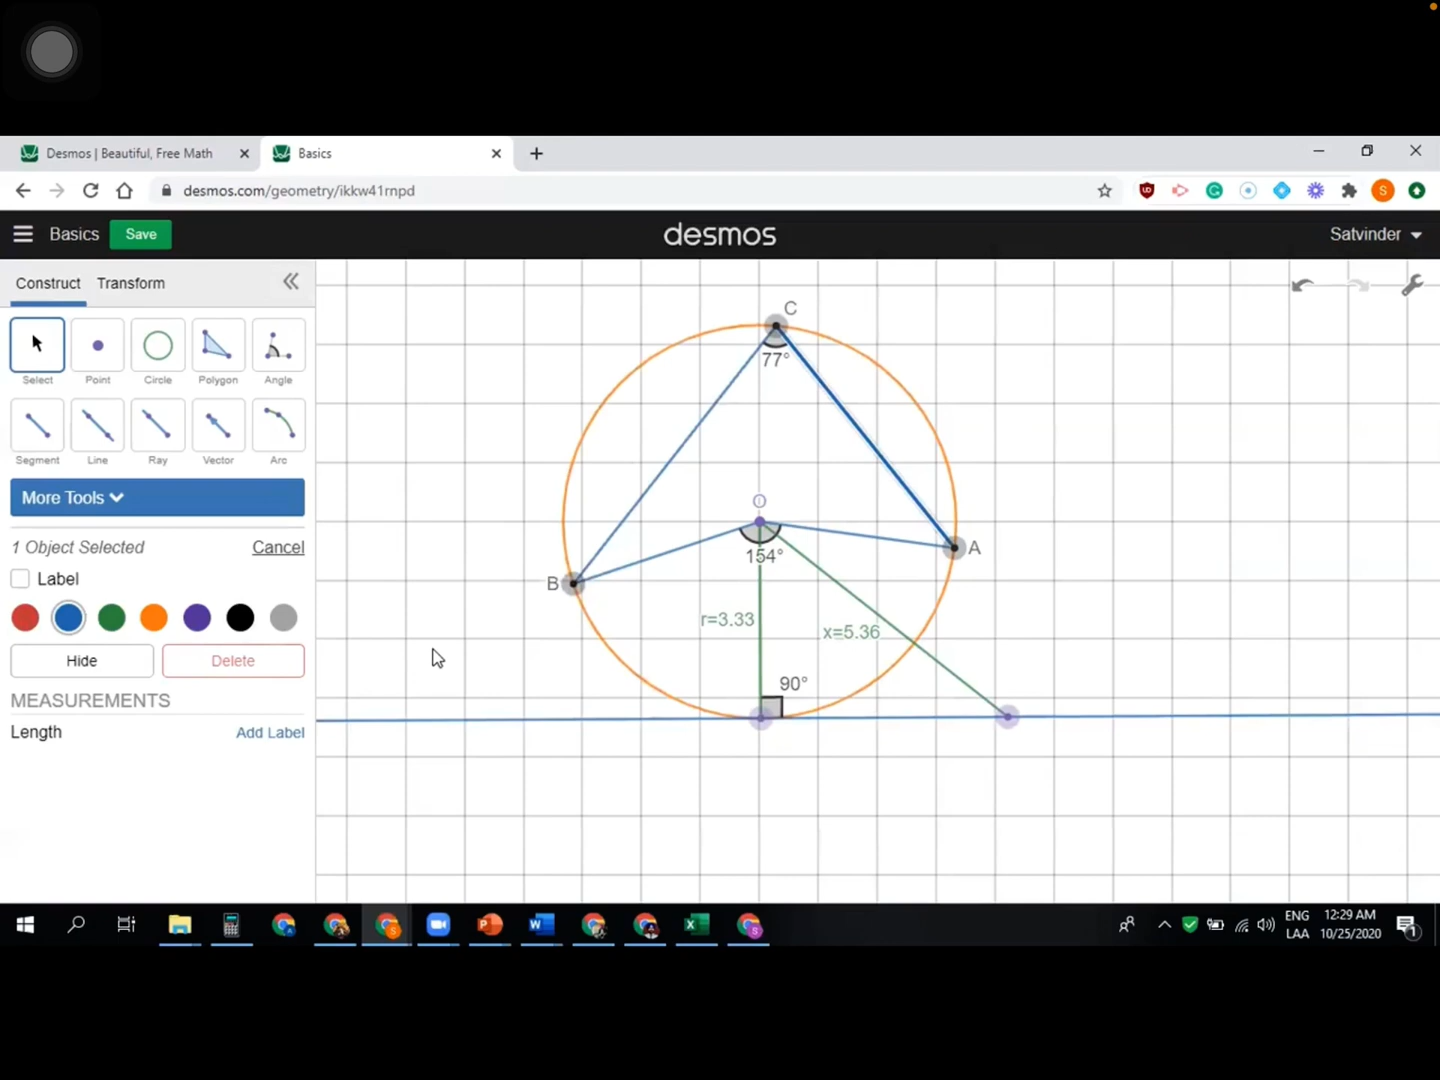 Desmos | Beautiful, Free Math
Basics
desmos.com/geometry/ikkw41rnpd
S
Basics
Save
desmos
Satvinder
Construct
Transform
Select
Point
Circle
Polygon
Angle
Segment
Line
Ray
Vector
Arc
More Tools
1 Object Selected
Cancel
Label
Hide
Delete
MEASUREMENTS
Length
Add Label
C
77°
O
154°
A
B
r=3.33
x=5.36
90°
ENG
LAA
12:29 AM
10/25/2020
1